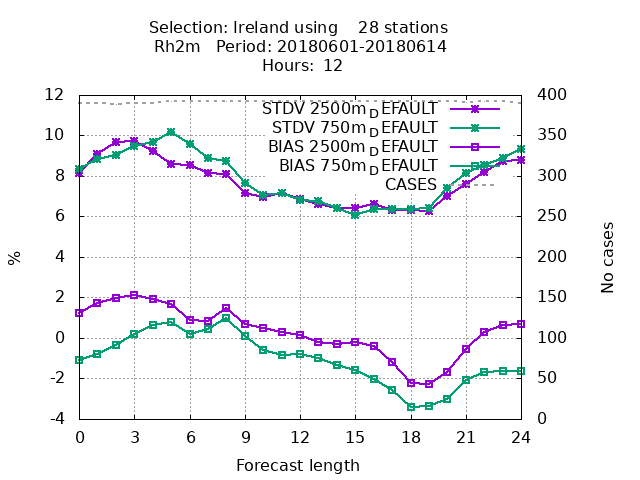 Selection: Ireland using    28 stations
Rh2m   Period: 20180601-20180614
Hours:  12
12
10
8
6
4
2
0
-2
-4
%
400
350
300
250
200
150
100
50
0
No cases
STDV 2500m_DEFAULT
STDV 750m_DEFAULT
BIAS 2500m_DEFAULT
BIAS 750m_DEFAULT
CASES
0 3 6 9 12 15 18 21 24
Forecast length